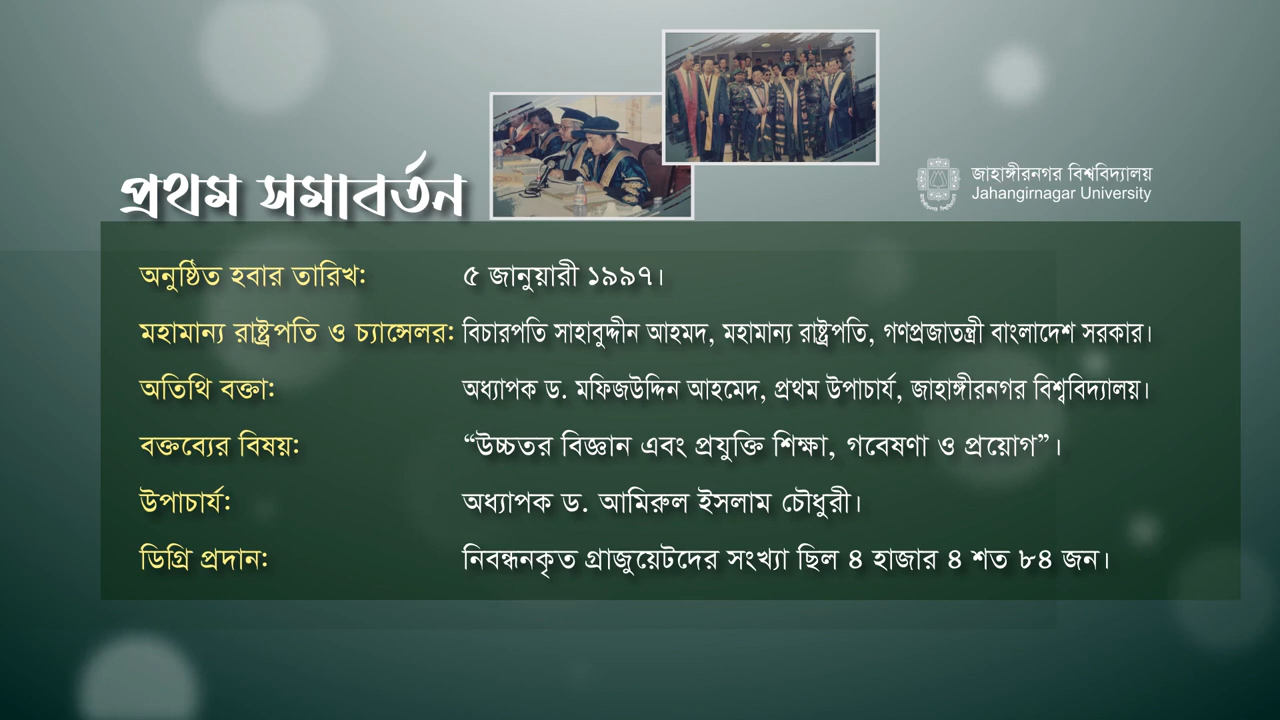 প্রথম সমাবর্তন
জাহাঙ্গীরনগর বিশ্ববিদ্যালয়
Jahangirnagar University
অনুষ্ঠিত হবার তারিখ: ৫ জানুয়ারী ১৯৯৭।
মহামান্য রাষ্ট্রপতি ও চ্যান্সেলর: বিচারপতি সাহাবুদ্দীন আহমদ, মহামান্য রাষ্ট্রপতি, গণপ্রজাতন্ত্রী বাংলাদেশ সরকার।
অতিথি বক্তা: অধ্যাপক ড. মফিজউদ্দিন আহমেদ, প্রথম উপাচার্য, জাহাঙ্গীরনগর বিশ্ববিদ্যালয়।
বক্তব্যের বিষয়: “উচ্চতর বিজ্ঞান এবং প্রযুক্তি শিক্ষা, গবেষণা ও প্রয়োগ”।
উপাচার্য: অধ্যাপক ড. আমিরুল ইসলাম চৌধুরী।
ডিগ্রি প্রদান: নিবন্ধনকৃত গ্রাজুয়েটদের সংখ্যা ছিল ৪ হাজার ৪ শত ৮৪ জন।